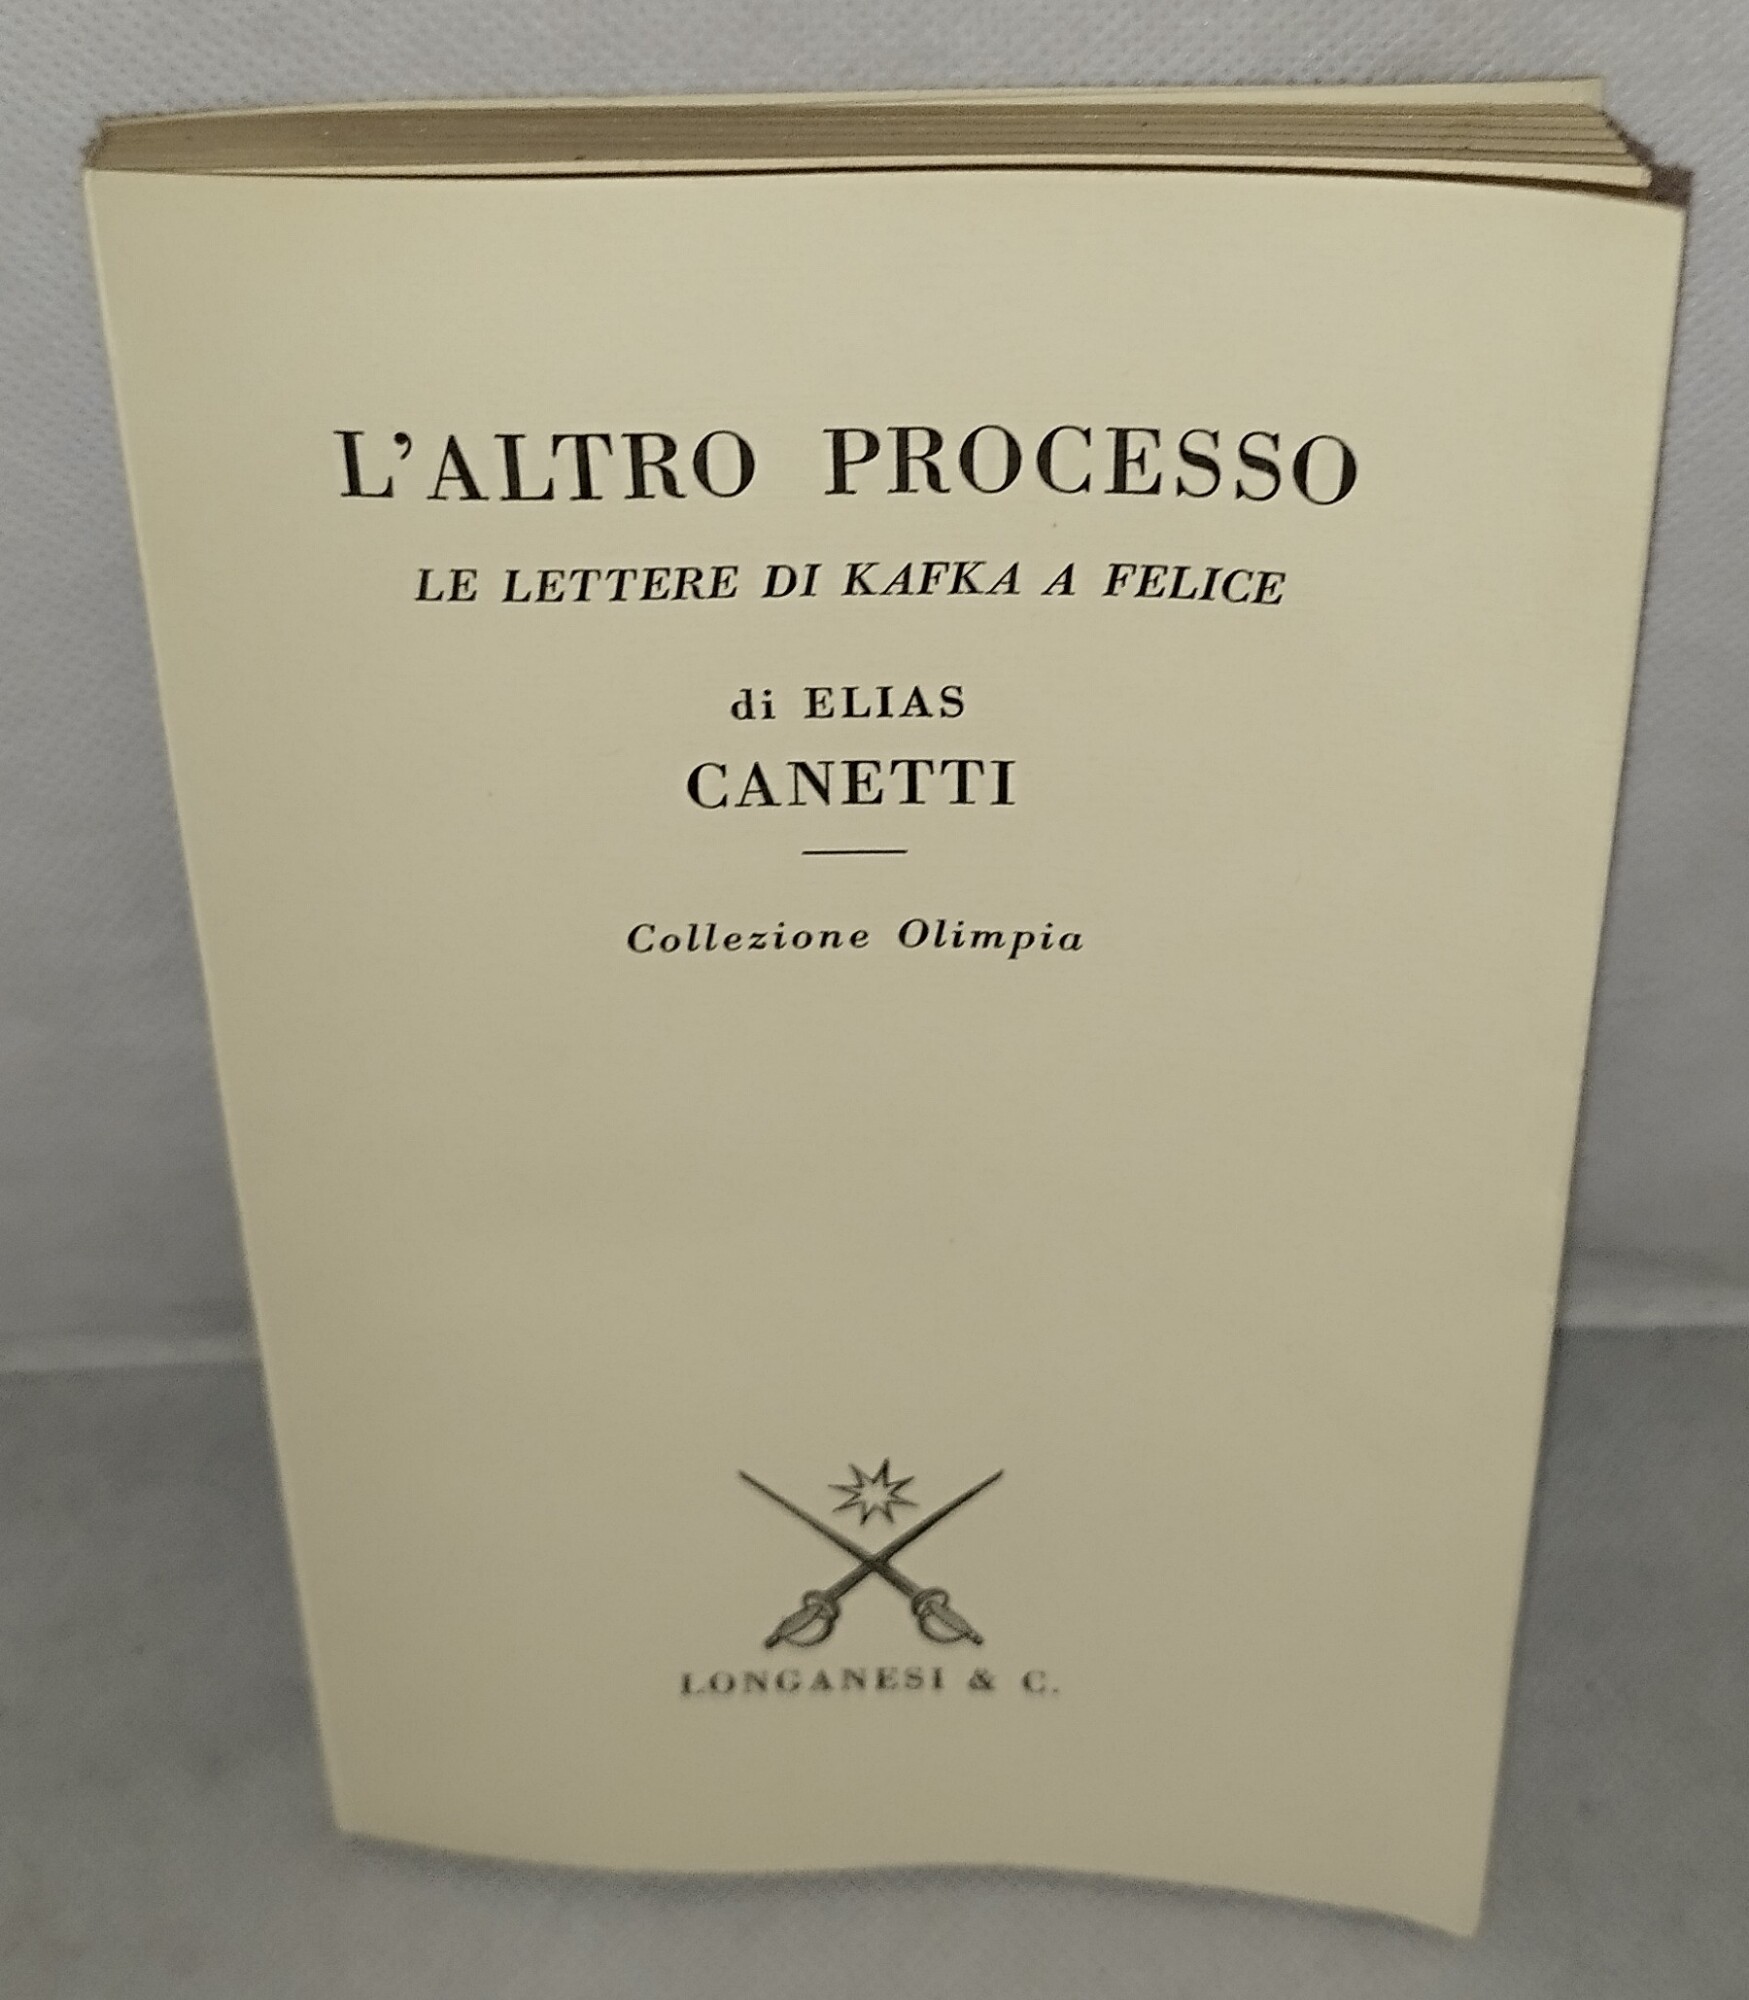 L'ALTRO PROCESSO
LE LETTERE DI KAFKA A FELICE
di ELIAS
CANETTI
Collezione Olimpia
LONGANESI & C.